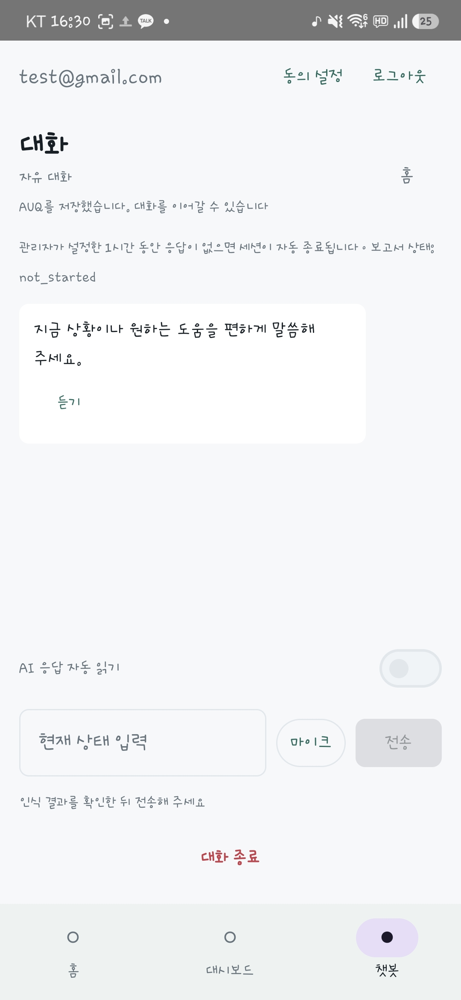 KT 16:30 TALK 6 HD 25
test@gmail.com 동의 설정 로그아웃
대화
자유 대화 홈
AUQ를 저장했습니다. 대화를 이어갈 수 있습니다
관리자가 설정한 1시간 동안 응답이 없으면 세션이 자동 종료됩니다 · 보고서 상태:
not_started
지금 상황이나 원하는 도움을 편하게 말씀해
주세요.
듣기
AI 응답 자동 읽기
현재 상태 입력 마이크 전송
인식 결과를 확인한 뒤 전송해 주세요
대화 종료
홈 대시보드 챗봇